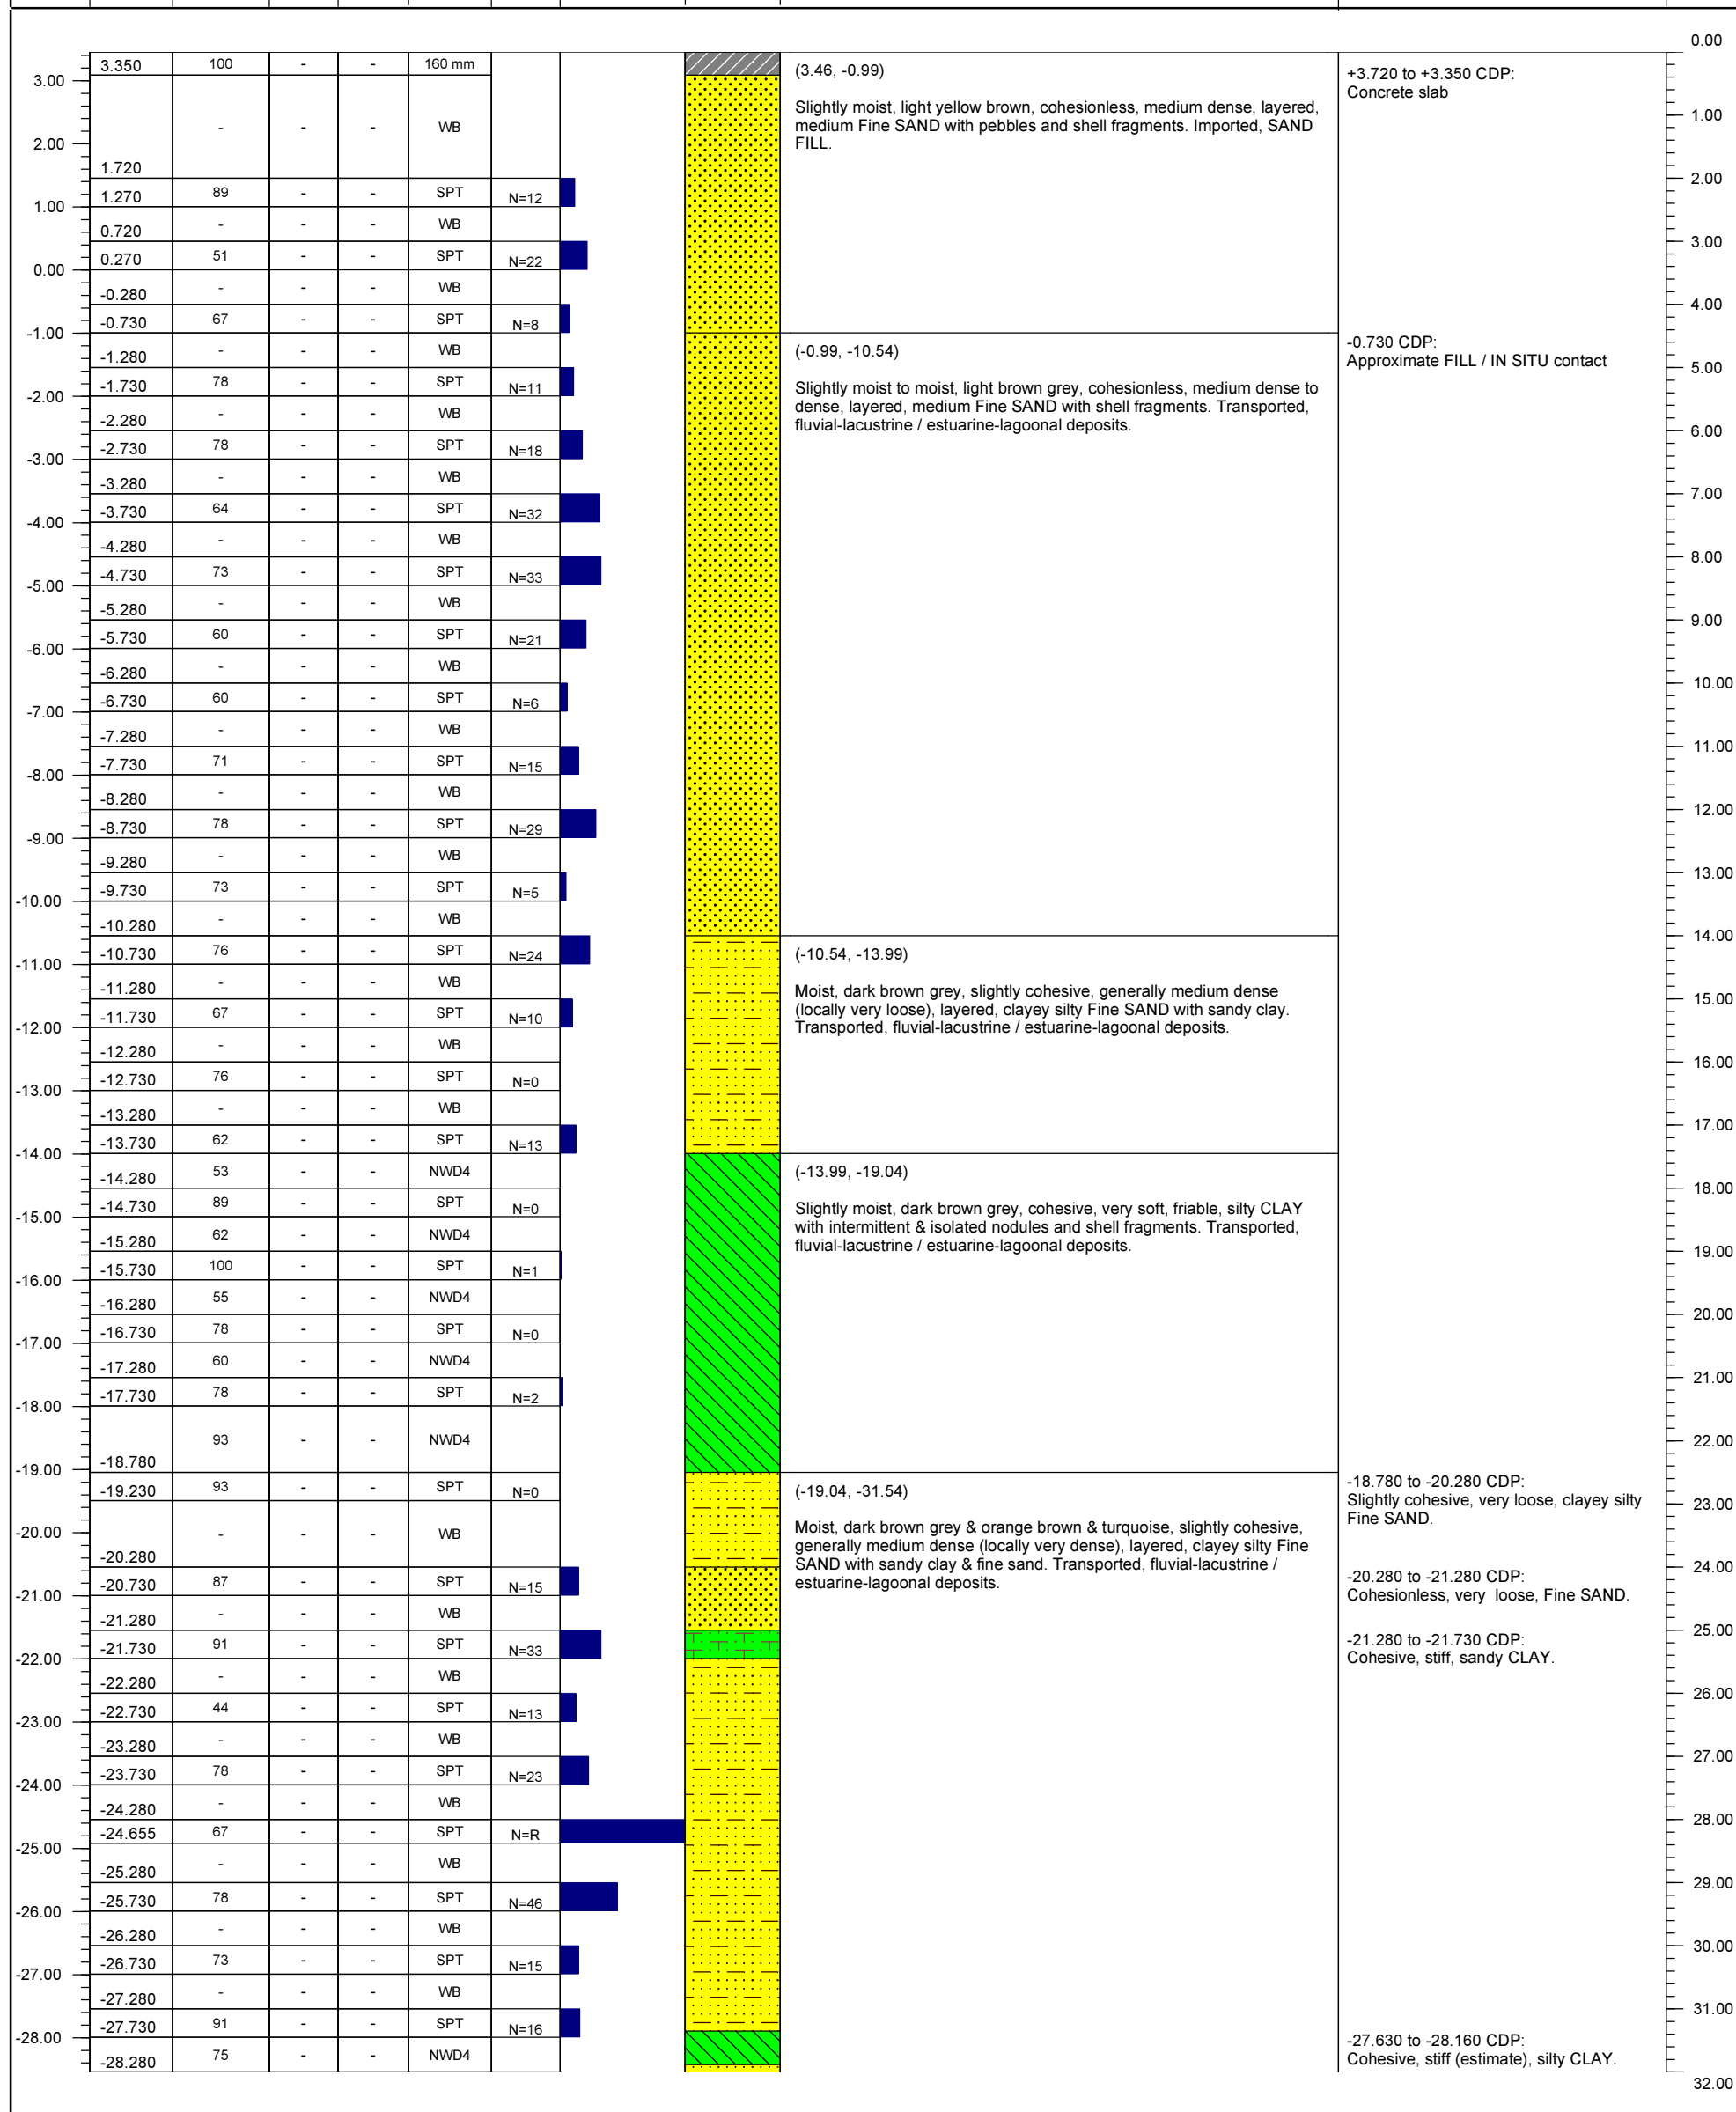 0.00
3.350 100 - - 160 mm
(3.46, -0.99)
+3.720 to +3.350 CDP:
Concrete slab
3.00
Slightly moist, light yellow brown, cohesionless, medium dense, layered,
medium Fine SAND with pebbles and shell fragments. Imported, SAND
FILL.
1.00
- - - WB
2.00
1.720
2.00
1.270 89 - - SPT N=12
1.00
0.720 - - - WB
3.00
0.270 51 - - SPT N=22
0.00
-0.280 - - - WB
4.00
-0.730 67 - - SPT N=8
-1.00
-0.730 CDP:
Approximate FILL / IN SITU contact
(-0.99, -10.54)
-1.280 - - - WB
5.00
-1.730 78 - - SPT N=11
Slightly moist to moist, light brown grey, cohesionless, medium dense to
dense, layered, medium Fine SAND with shell fragments. Transported,
fluvial-lacustrine / estuarine-lagoonal deposits.
-2.00
-2.280 - - - WB
6.00
-2.730 78 - - SPT N=18
-3.00
-3.280 - - - WB
7.00
-3.730 64 - - SPT N=32
-4.00
-4.280 - - - WB
8.00
-4.730 73 - - SPT N=33
-5.00
-5.280 - - - WB
9.00
-5.730 60 - - SPT N=21
-6.00
-6.280 - - - WB
10.00
-6.730 60 - - SPT N=6
-7.00
-7.280 - - - WB
11.00
-7.730 71 - - SPT N=15
-8.00
-8.280 - - - WB
12.00
-8.730 78 - - SPT N=29
-9.00
-9.280 - - - WB
13.00
-9.730 73 - - SPT N=5
-10.00
-10.280 - - - WB
14.00
-10.730 76 - - SPT N=24
(-10.54, -13.99)
-11.00
-11.280 - - - WB
Moist, dark brown grey, slightly cohesive, generally medium dense
(locally very loose), layered, clayey silty Fine SAND with sandy clay.
Transported, fluvial-lacustrine / estuarine-lagoonal deposits.
15.00
-11.730 67 - - SPT N=10
-12.00
-12.280 - - - WB
16.00
-12.730 76 - - SPT N=0
-13.00
-13.280 - - - WB
17.00
-13.730 62 - - SPT N=13
-14.00
-14.280 53 - - NWD4
(-13.99, -19.04)
18.00
-14.730 89 - - SPT N=0
Slightly moist, dark brown grey, cohesive, very soft, friable, silty CLAY
with intermittent & isolated nodules and shell fragments. Transported,
fluvial-lacustrine / estuarine-lagoonal deposits.
-15.00
-15.280 62 - - NWD4
19.00
-15.730 100 - - SPT N=1
-16.00
-16.280 55 - - NWD4
20.00
-16.730 78 - - SPT N=0
-17.00
-17.280 60 - - NWD4
21.00
-17.730 78 - - SPT N=2
-18.00
93 - - NWD4
22.00
-18.780
-19.00
-18.780 to -20.280 CDP:
Slightly cohesive, very loose, clayey silty
Fine SAND.
-19.230 93 - - SPT N=0
(-19.04, -31.54)
23.00
-20.00
- - - WB
Moist, dark brown grey & orange brown & turquoise, slightly cohesive,
generally medium dense (locally very dense), layered, clayey silty Fine
SAND with sandy clay & fine sand. Transported, fluvial-lacustrine /
estuarine-lagoonal deposits.
-20.280
24.00
-20.280 to -21.280 CDP:
Cohesionless, very loose, Fine SAND.
-20.730 87 - - SPT N=15
-21.00
-21.280 - - - WB
25.00
-21.280 to -21.730 CDP:
Cohesive, stiff, sandy CLAY.
-21.730 91 - - SPT N=33
-22.00
-22.280 - - - WB
26.00
-22.730 44 - - SPT N=13
-23.00
-23.280 - - - WB
27.00
-23.730 78 - - SPT N=23
-24.00
-24.280 - - - WB
28.00
-24.655 67 - - SPT N=R
-25.00
-25.280 - - - WB
29.00
-25.730 78 - - SPT N=46
-26.00
-26.280 - - - WB
30.00
-26.730 73 - - SPT N=15
-27.00
-27.280 - - - WB
31.00
-27.730 91 - - SPT N=16
-28.00
-27.630 to -28.160 CDP:
Cohesive, stiff (estimate), silty CLAY.
-28.280 75 - - NWD4
32.00